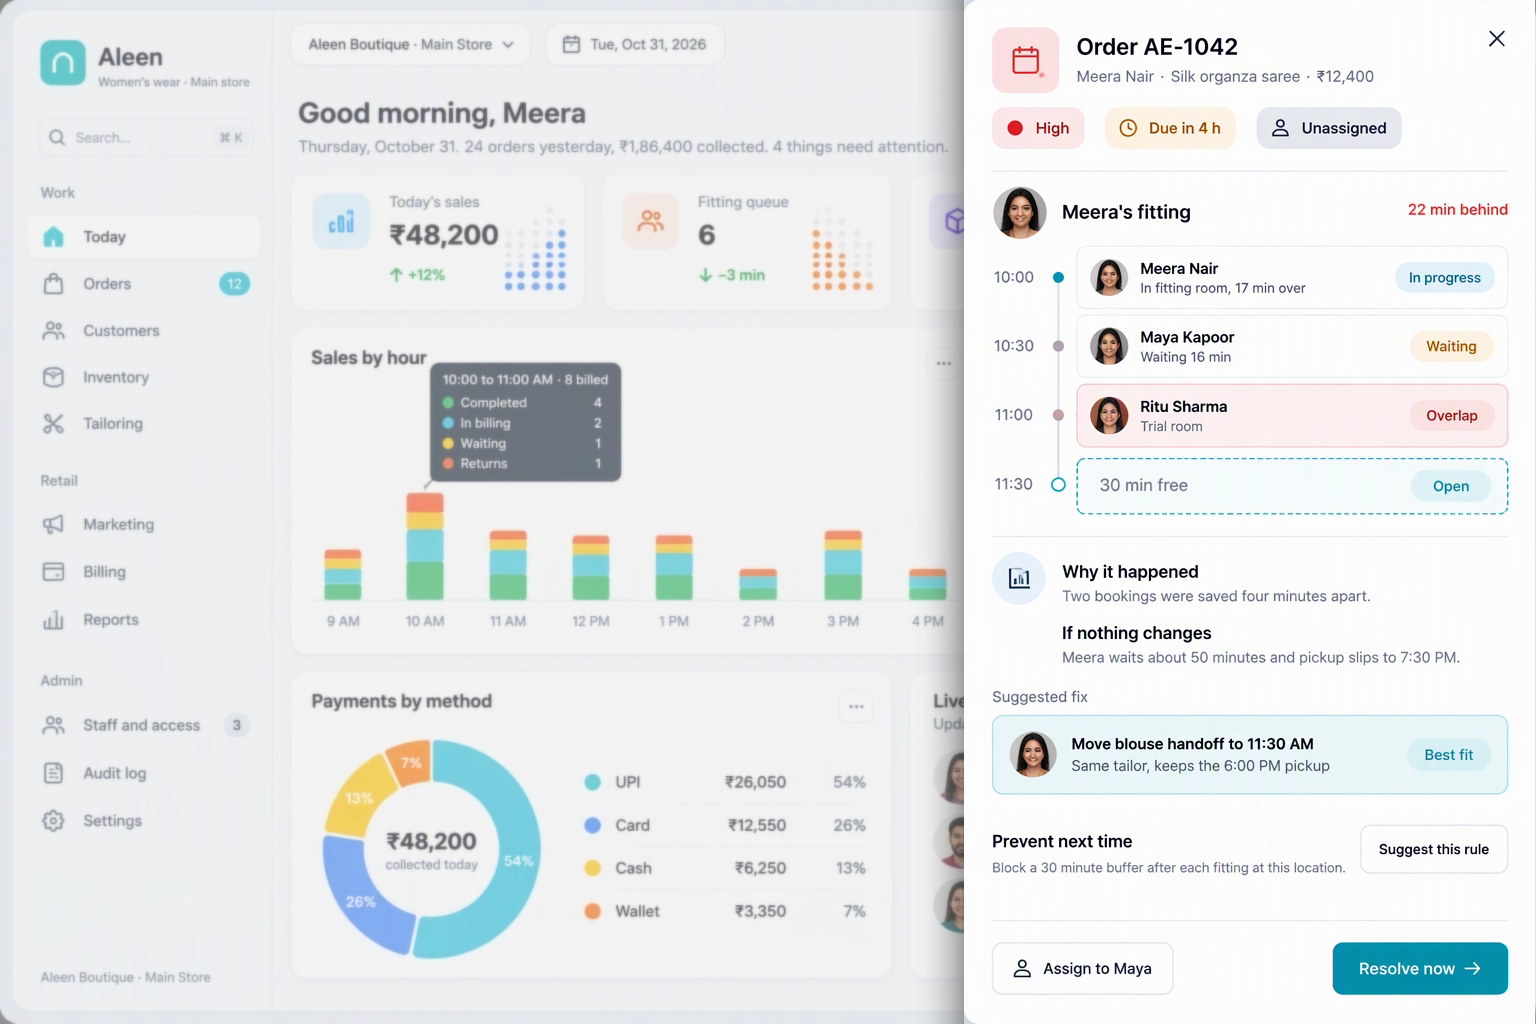 Aleen
Women's wear · Main store
Search...
⌘ K
Work
Today
Orders 12
Customers
Inventory
Tailoring
Retail
Marketing
Billing
Reports
Admin
Staff and access 3
Audit log
Settings
Aleen Boutique · Main Store
Aleen Boutique · Main Store
Tue, Oct 31, 2026
Good morning, Meera
Thursday, October 31. 24 orders yesterday, ₹1,86,400 collected. 4 things need attention.
Today's sales
₹48,200
↑ +12%
Fitting queue
6
↓ −3 min
Sales by hour
10:00 to 11:00 AM · 8 billed
Completed 4
In billing 2
Waiting 1
Returns 1
9 AM 10 AM 11 AM 12 PM 1 PM 2 PM 3 PM 4 PM
Payments by method
7%
13%
54%
26%
₹48,200
collected today
UPI ₹26,050 54%
Card ₹12,550 26%
Cash ₹6,250 13%
Wallet ₹3,350 7%
Live
Upda
Order AE-1042
Meera Nair · Silk organza saree · ₹12,400
High
Due in 4 h
Unassigned
Meera's fitting
22 min behind
10:00
Meera Nair
In fitting room, 17 min over
In progress
10:30
Maya Kapoor
Waiting 16 min
Waiting
11:00
Ritu Sharma
Trial room
Overlap
11:30
30 min free
Open
Why it happened
Two bookings were saved four minutes apart.
If nothing changes
Meera waits about 50 minutes and pickup slips to 7:30 PM.
Suggested fix
Move blouse handoff to 11:30 AM
Same tailor, keeps the 6:00 PM pickup
Best fit
Prevent next time
Block a 30 minute buffer after each fitting at this location.
Suggest this rule
Assign to Maya
Resolve now →